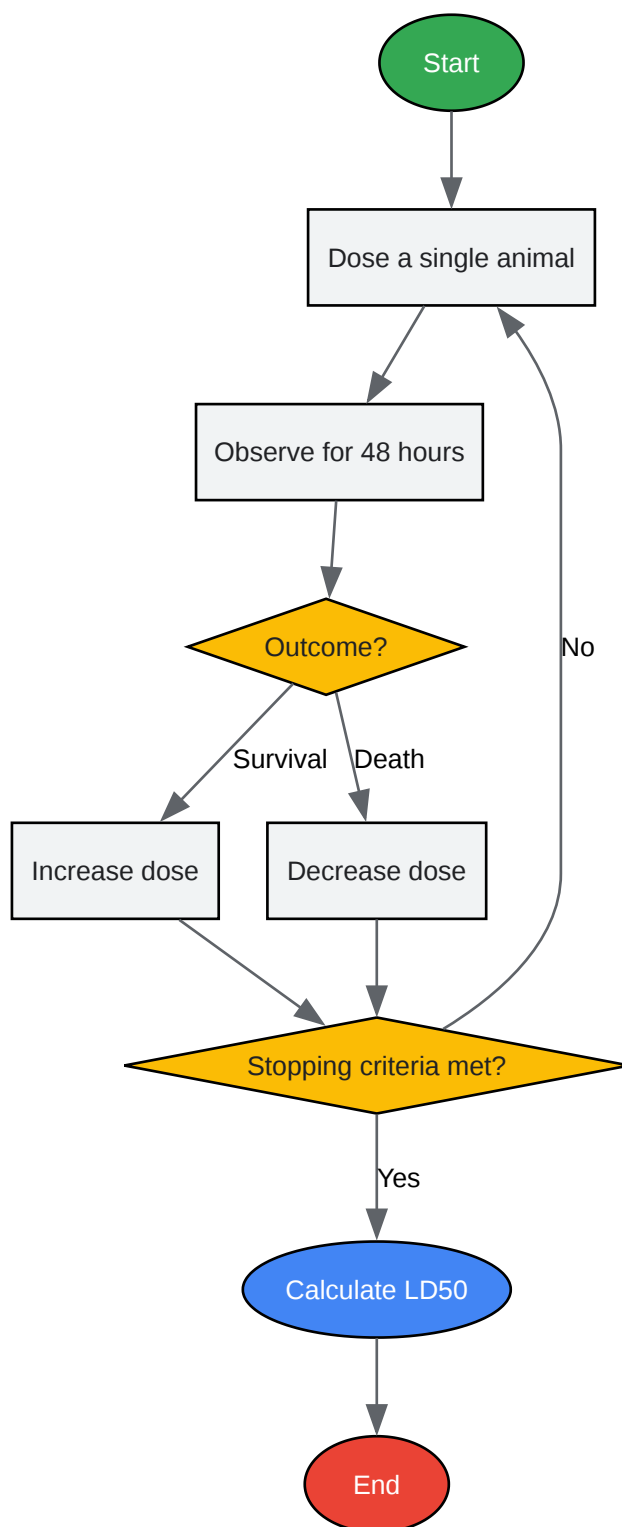 Start
Dose a single animal
Observe for 48 hours
Outcome?
No
Survival
Death
Increase dose
Decrease dose
Stopping criteria met?
Yes
Calculate LD50
End